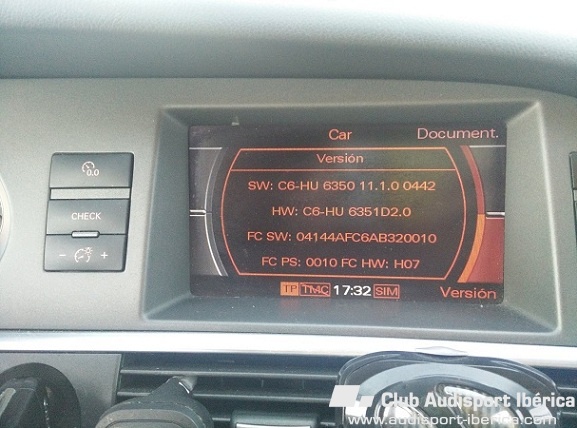 Car
Document.
Versión
SW: C6-HU 6350 11.1.0 0442
HW: C6-HU 6351D2.0
FC SW: 04144AFC6AB320010
FC PS: 0010 FC HW: H07
TP TMC 17:32 SIM
Versión
0.0
CHECK
- +
Club Audisport Ibérica
www.audisport-iberica.com